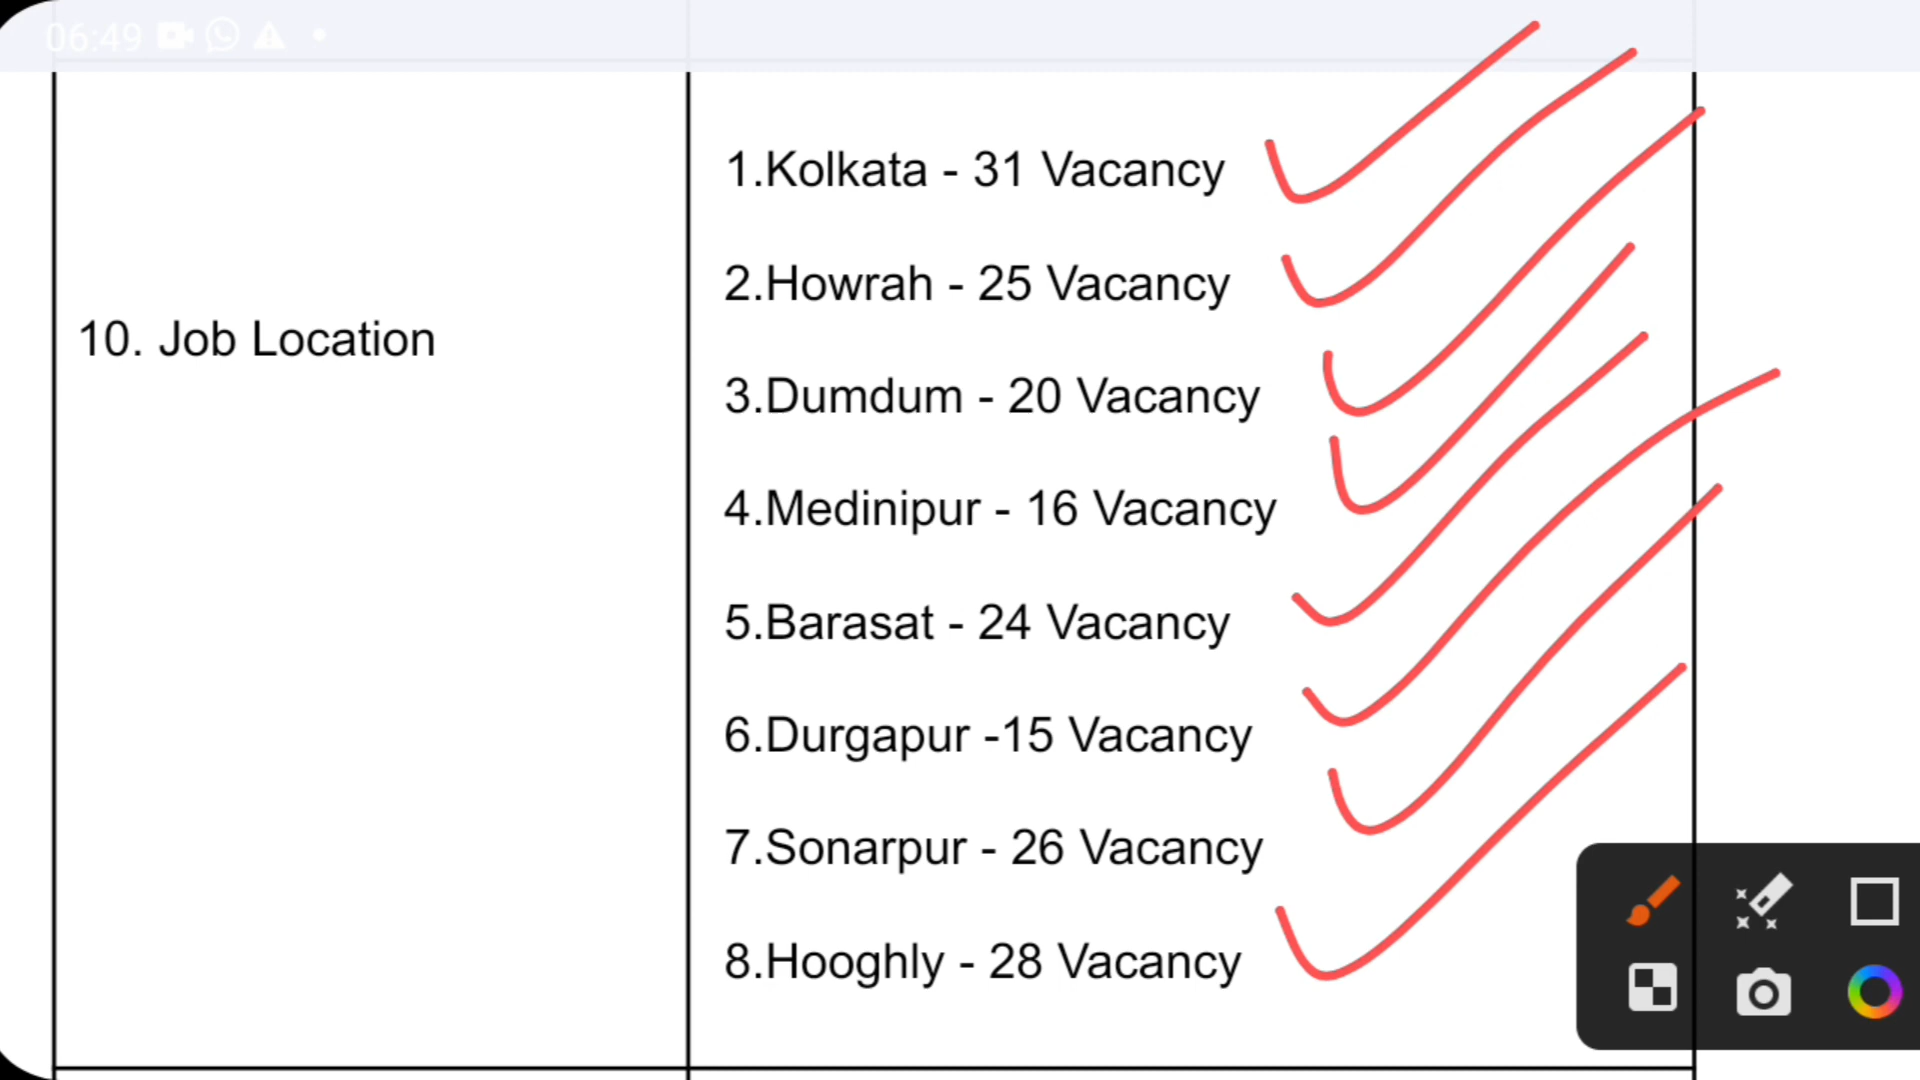 06:49
10. Job Location
1.Kolkata - 31 Vacancy
2.Howrah - 25 Vacancy
3.Dumdum - 20 Vacancy
4.Medinipur - 16 Vacancy
5.Barasat - 24 Vacancy
6.Durgapur -15 Vacancy
7.Sonarpur - 26 Vacancy
8.Hooghly - 28 Vacancy